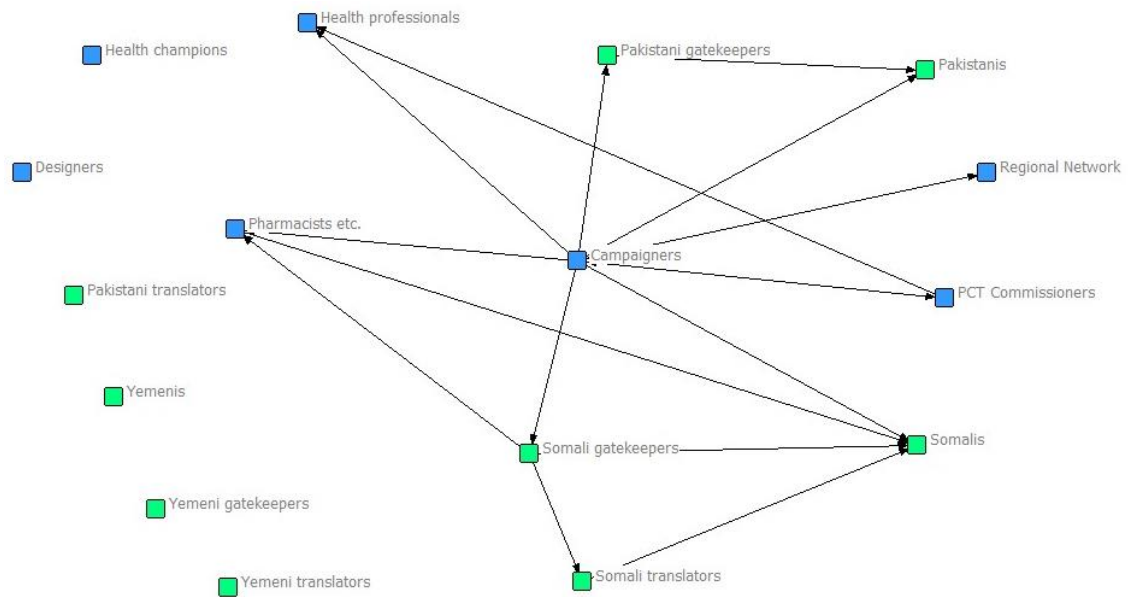 Health professionals
Health champions
Pakistani gatekeepers
Pakistanis
Designers
Regional Network
Pharmacists etc.
Campaigners
Pakistani translators
PCT Commissioners
Yemenis
Somali gatekeepers
Somalis
Yemeni gatekeepers
Yemeni translators
Somali translators